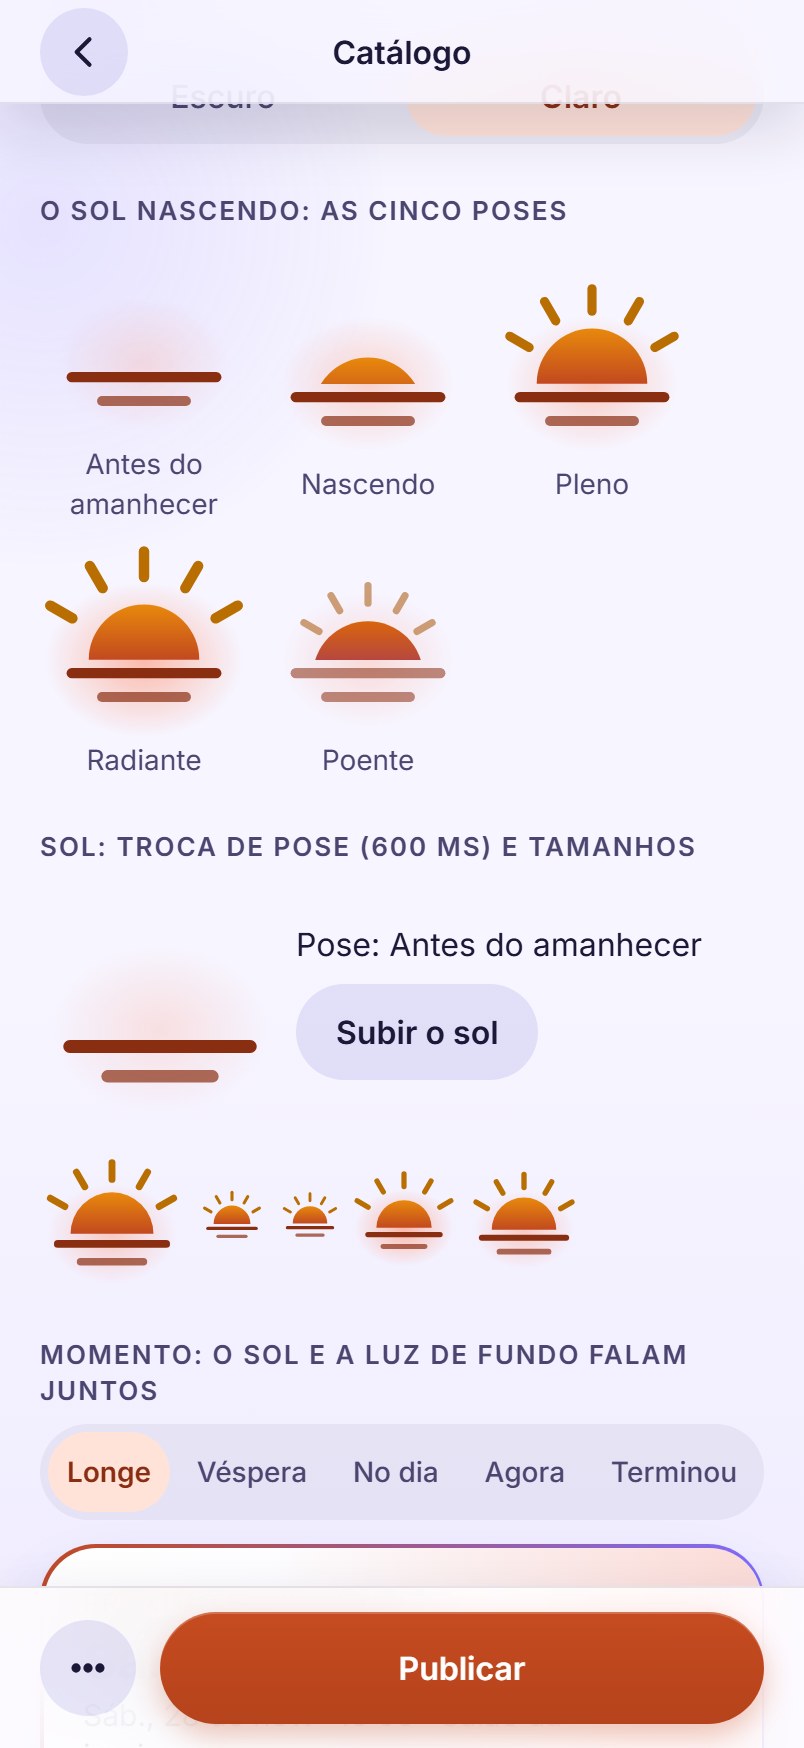 Catálogo
Escuro
Claro
O SOL NASCENDO: AS CINCO POSES
Antes do
amanhecer
Nascendo
Pleno
Radiante
Poente
SOL: TROCA DE POSE (600 MS) E TAMANHOS
Pose: Antes do amanhecer
Subir o sol
MOMENTO: O SOL E A LUZ DE FUNDO FALAM
JUNTOS
Longe
Véspera
No dia
Agora
Terminou
Publicar